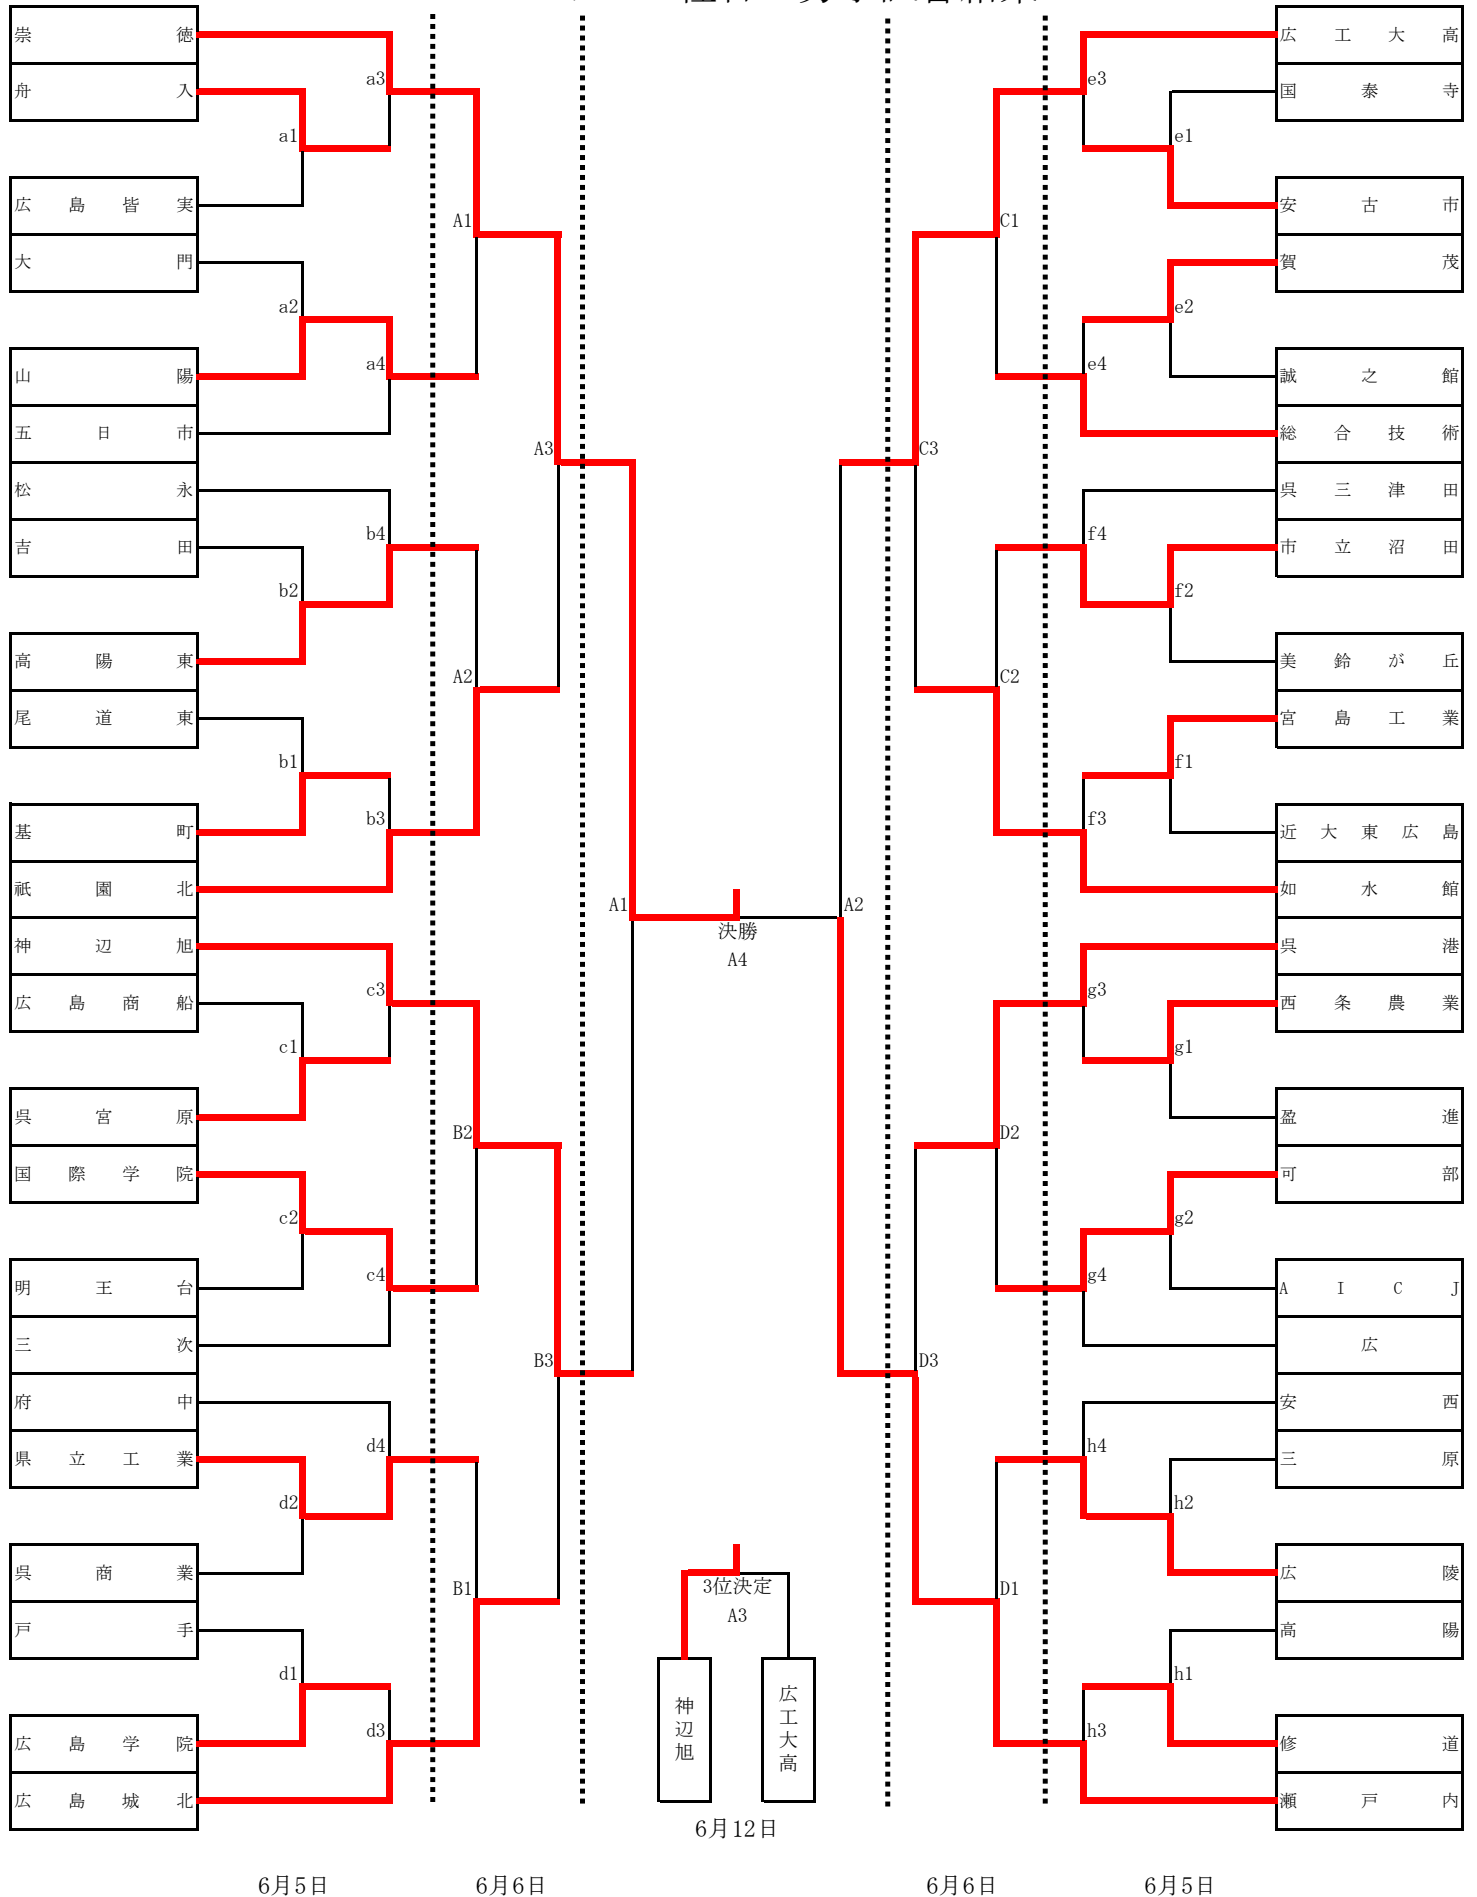 崇徳
舟入
広島皆実
大門
山陽
五日市
松永
吉田
高陽東
尾道東
基町
祇園北
神辺旭
広島商船
呉宮原
国際学院
明王台
三次
府中
県立工業
呉商業
戸手
広島学院
広島城北
a3
a1
a2
a4
b4
b2
b1
b3
c3
c1
c2
c4
d4
d2
d1
d3
A1
A2
B2
B1
A3
B3
A1
決勝
A4
A2
3位決定
A3
神辺旭
広工大高
6月12日
C3
D3
C1
C2
D2
D1
e3
e1
e2
e4
f4
f2
f1
f3
g3
g1
g2
g4
h4
h2
h1
h3
広工大高
国泰寺
安古市
賀茂
誠之館
総合技術
呉三津田
市立沼田
美鈴が丘
宮島工業
近大東広島
如水館
呉港
西条農業
盈進
可部
AICJ
広
安西
三原
広陵
高陽
修道
瀬戸内
6月5日
6月6日
6月6日
6月5日